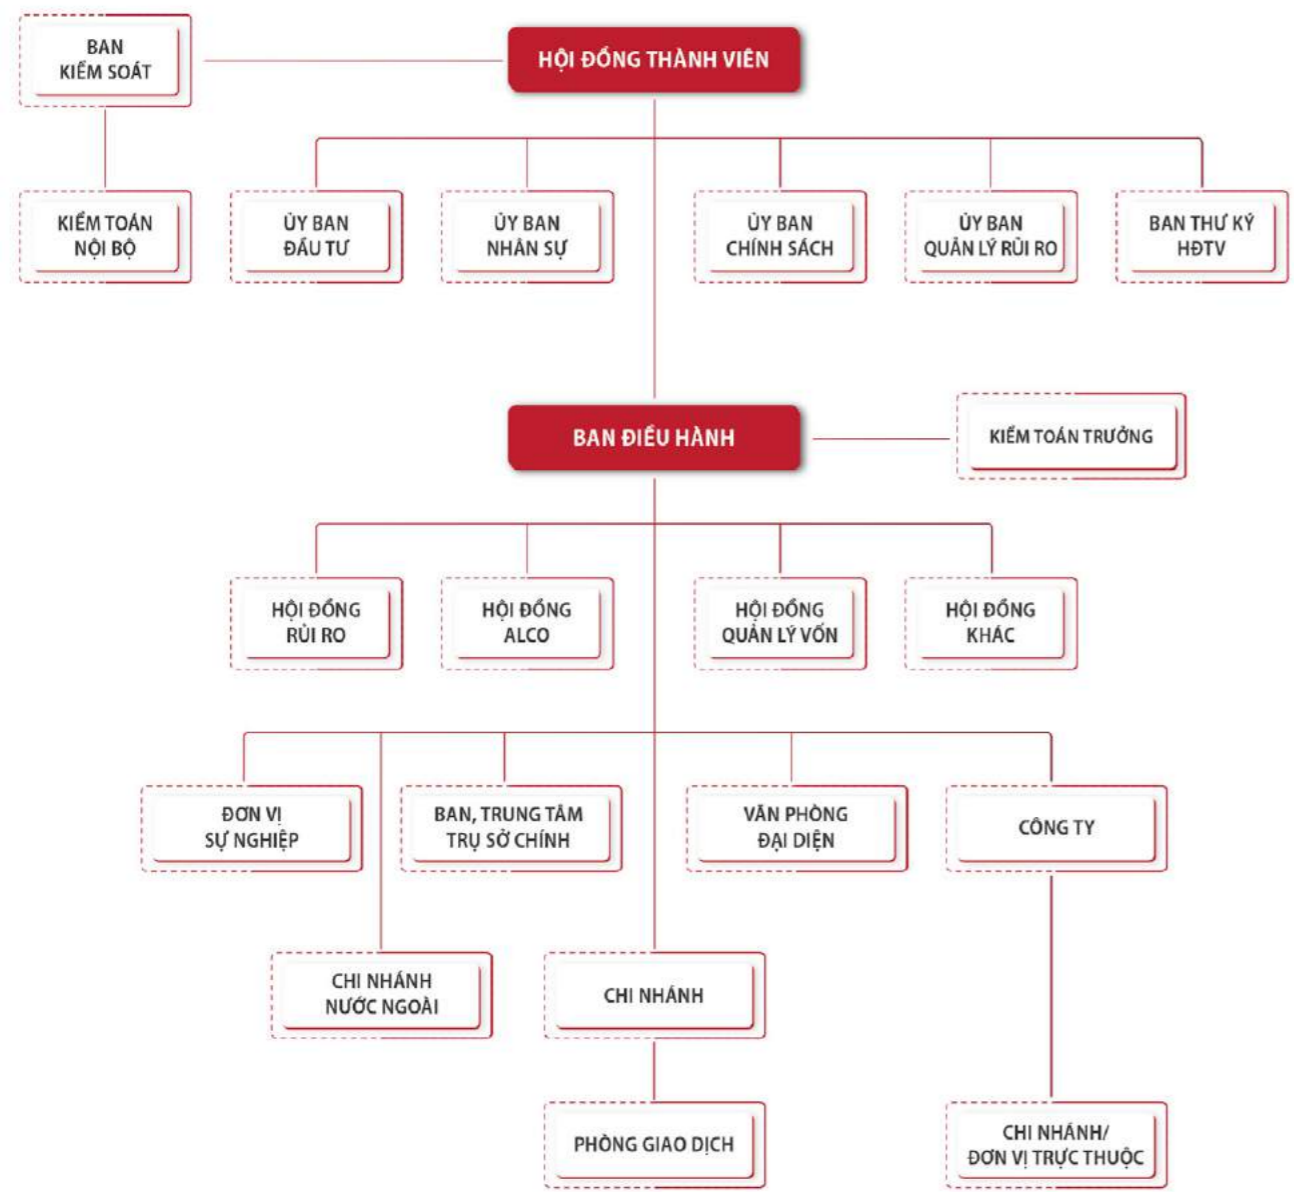 BAN
KIỂM SOÁT
HỘI ĐỒNG THÀNH VIÊN
KIỂM TOÁN
NỘI BỘ
ỦY BAN
ĐẦU TƯ
ỦY BAN
NHÂN SỰ
ỦY BAN
CHÍNH SÁCH
ỦY BAN
QUẢN LÝ RỦI RO
BAN THƯ KÝ
HĐTV
BAN ĐIỀU HÀNH
KIỂM TOÁN TRƯỞNG
HỘI ĐỒNG
RỦI RO
HỘI ĐỒNG
ALCO
HỘI ĐỒNG
QUẢN LÝ VỐN
HỘI ĐỒNG
KHÁC
ĐƠN VỊ
SỰ NGHIỆP
BAN, TRUNG TÂM
TRỤ SỞ CHÍNH
VĂN PHÒNG
ĐẠI DIỆN
CÔNG TY
CHI NHÁNH
NƯỚC NGOÀI
CHI NHÁNH
PHÒNG GIAO DỊCH
CHI NHÁNH/
ĐƠN VỊ TRỰC THUỘC